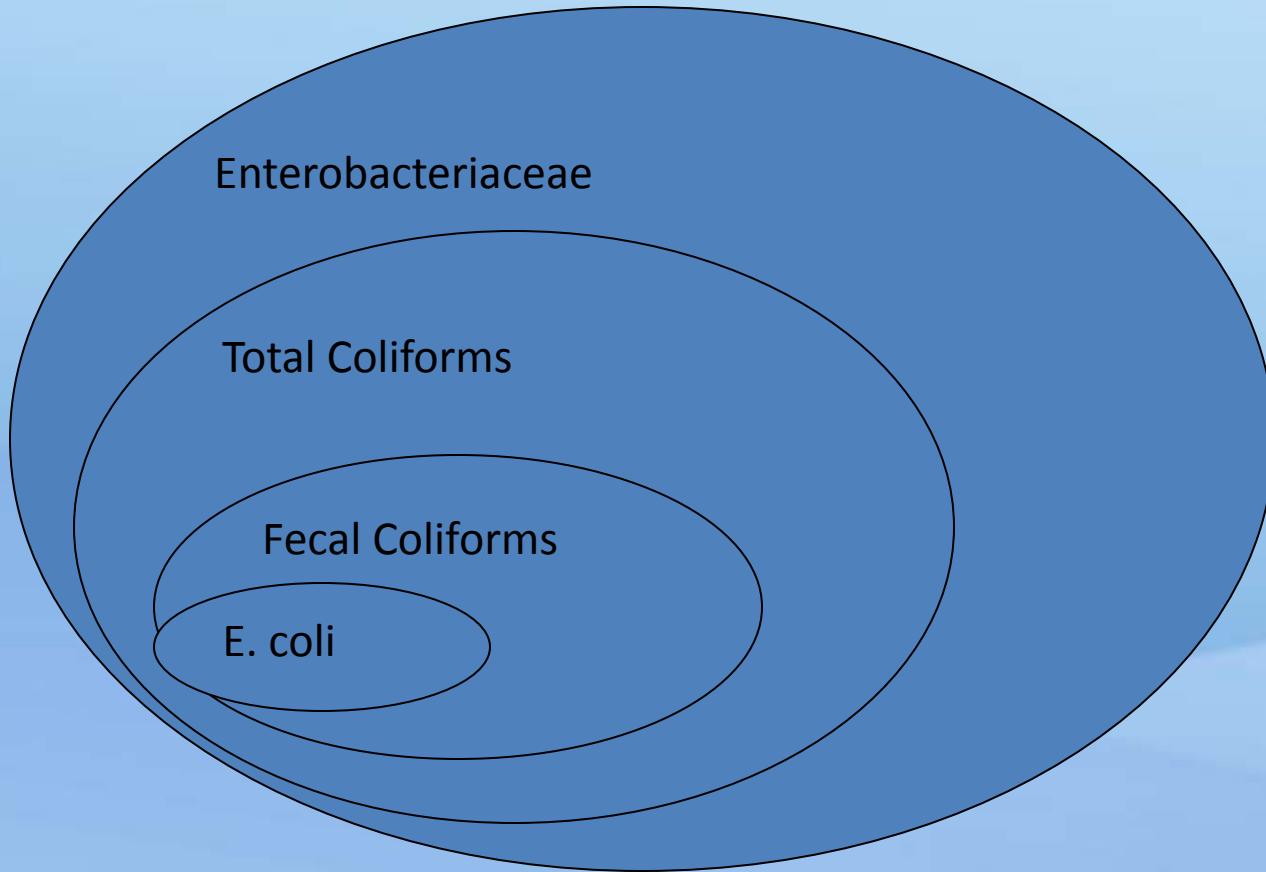 Enterobacteriaceae
Total Coliforms
Fecal Coliforms
E. coli